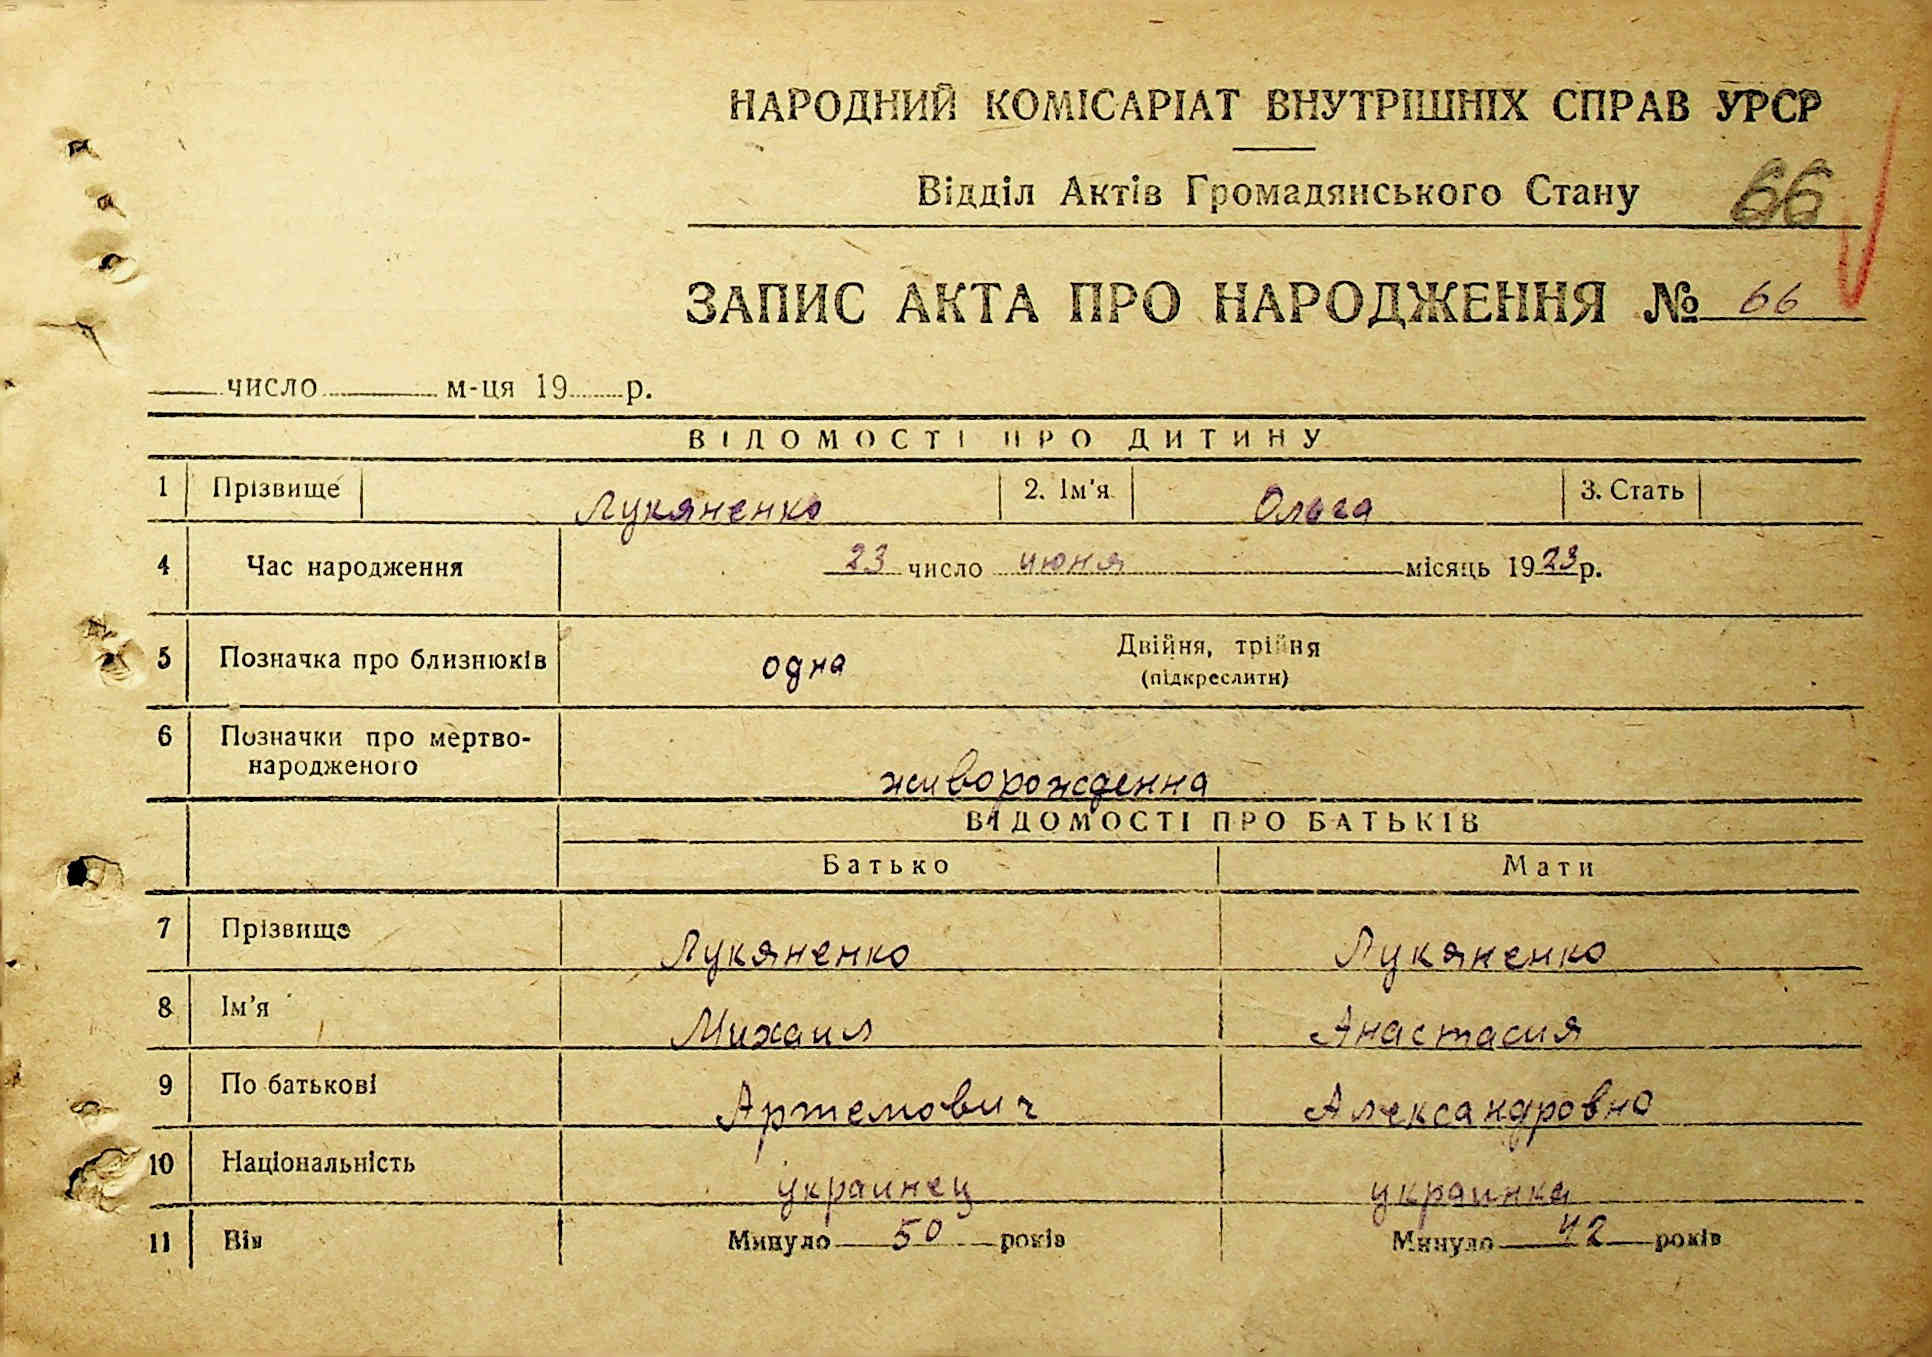 НАРОДНИЙ КОМІСАРІАТ ВНУТРІШНІХ СПРАВ УРСР
Відділ Актів Громадянського Стану 66
ЗАПИС АКТА ПРО НАРОДЖЕННЯ № 66
число м-ця 19 р.
ВІДОМОСТІ ПРО ДИТИНУ
1 Прізвище Лукяненко 2. Ім'я Ольга 3. Стать
4 Час народження 23 число июня місяць 1923 р.
5 Позначка про близнюків одна Двійня, трійня
(підкреслити)
6 Позначки про мертво-
народженого живорожденна
ВІДОМОСТІ ПРО БАТЬКІВ
Батько Мати
7 Прізвище Лукяненко Лукяненко
8 Ім'я Михаил Анастасия
9 По батькові Артемович Александровно
10 Національність украинец украинка
11 Вік Минуло 50 років Минуло 42 років